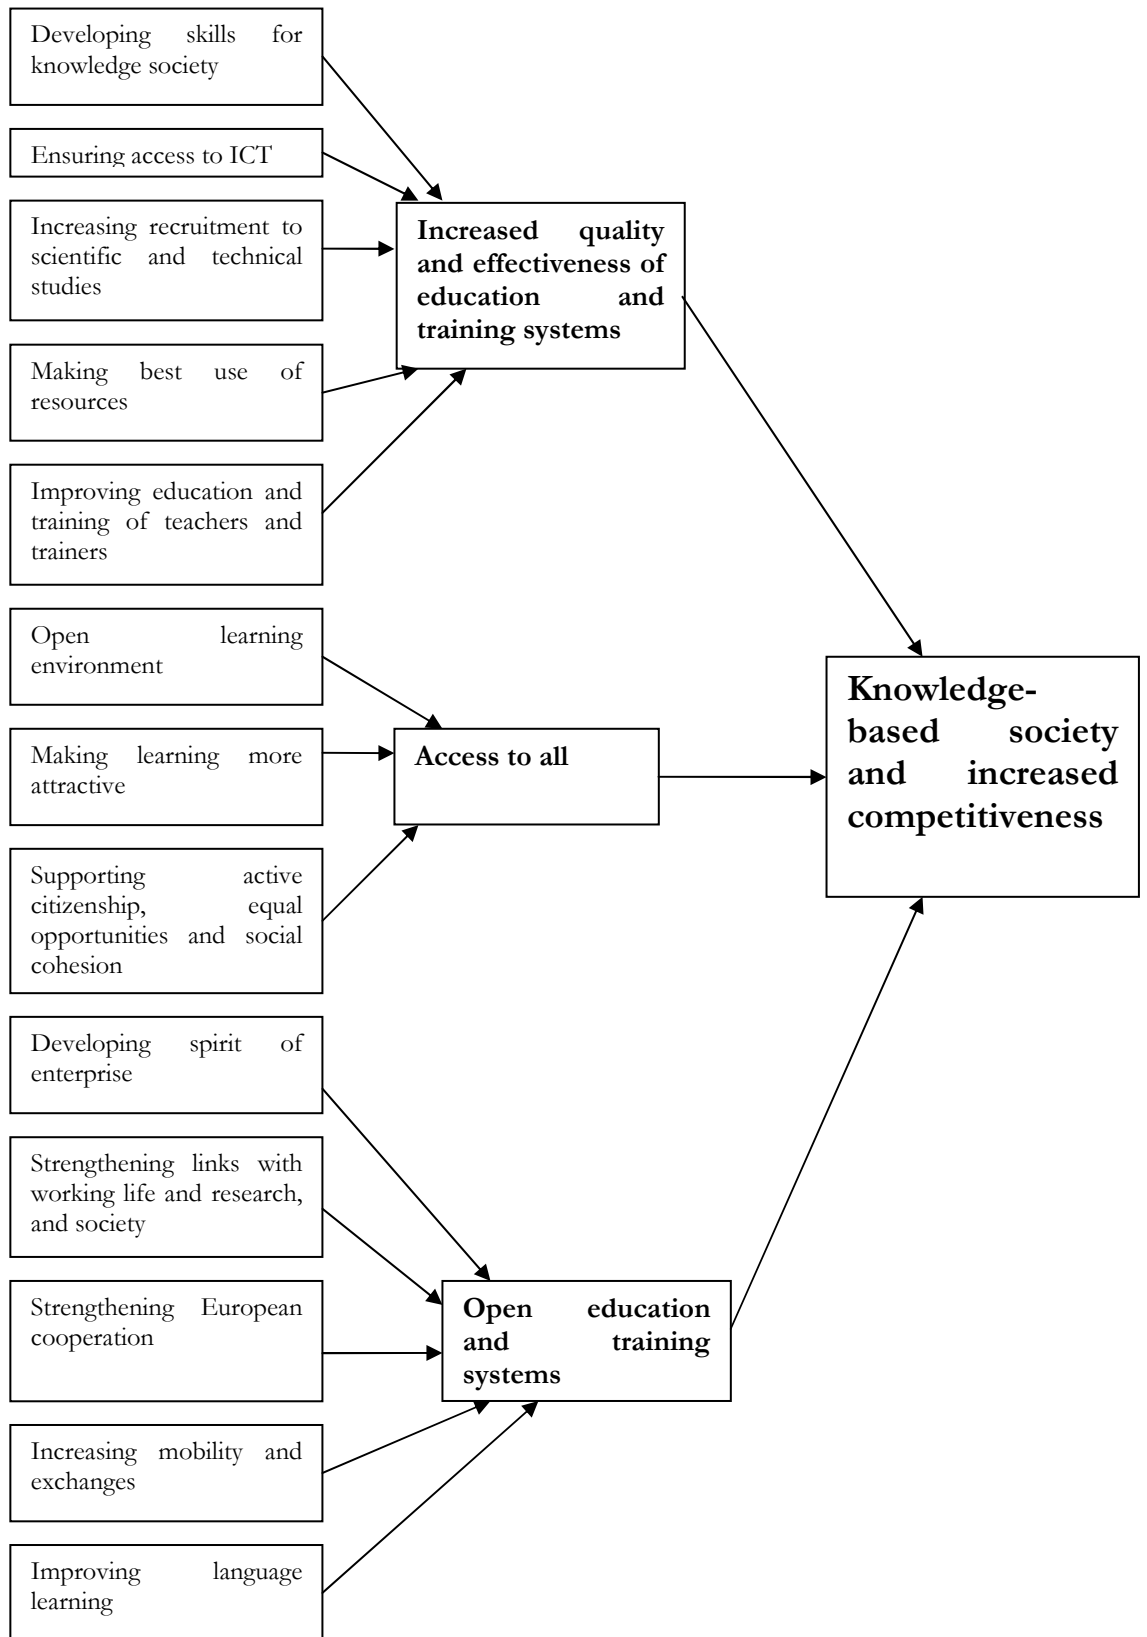 Developing skills for
knowledge society
Ensuring access to ICT
Increasing recruitment to
scientific and technical
studies
Making best use of
resources
Improving education and
training of teachers and
trainers
Open learning
environment
Making learning more
attractive
Supporting active
citizenship, equal
opportunities and social
cohesion
Developing spirit of
enterprise
Strengthening links with
working life and research,
and society
Strengthening European
cooperation
Increasing mobility and
exchanges
Improving language
learning
Increased quality
and effectiveness of
education and
training systems
Access to all
Open education
and training
systems
Knowledge-
based society
and increased
competitiveness